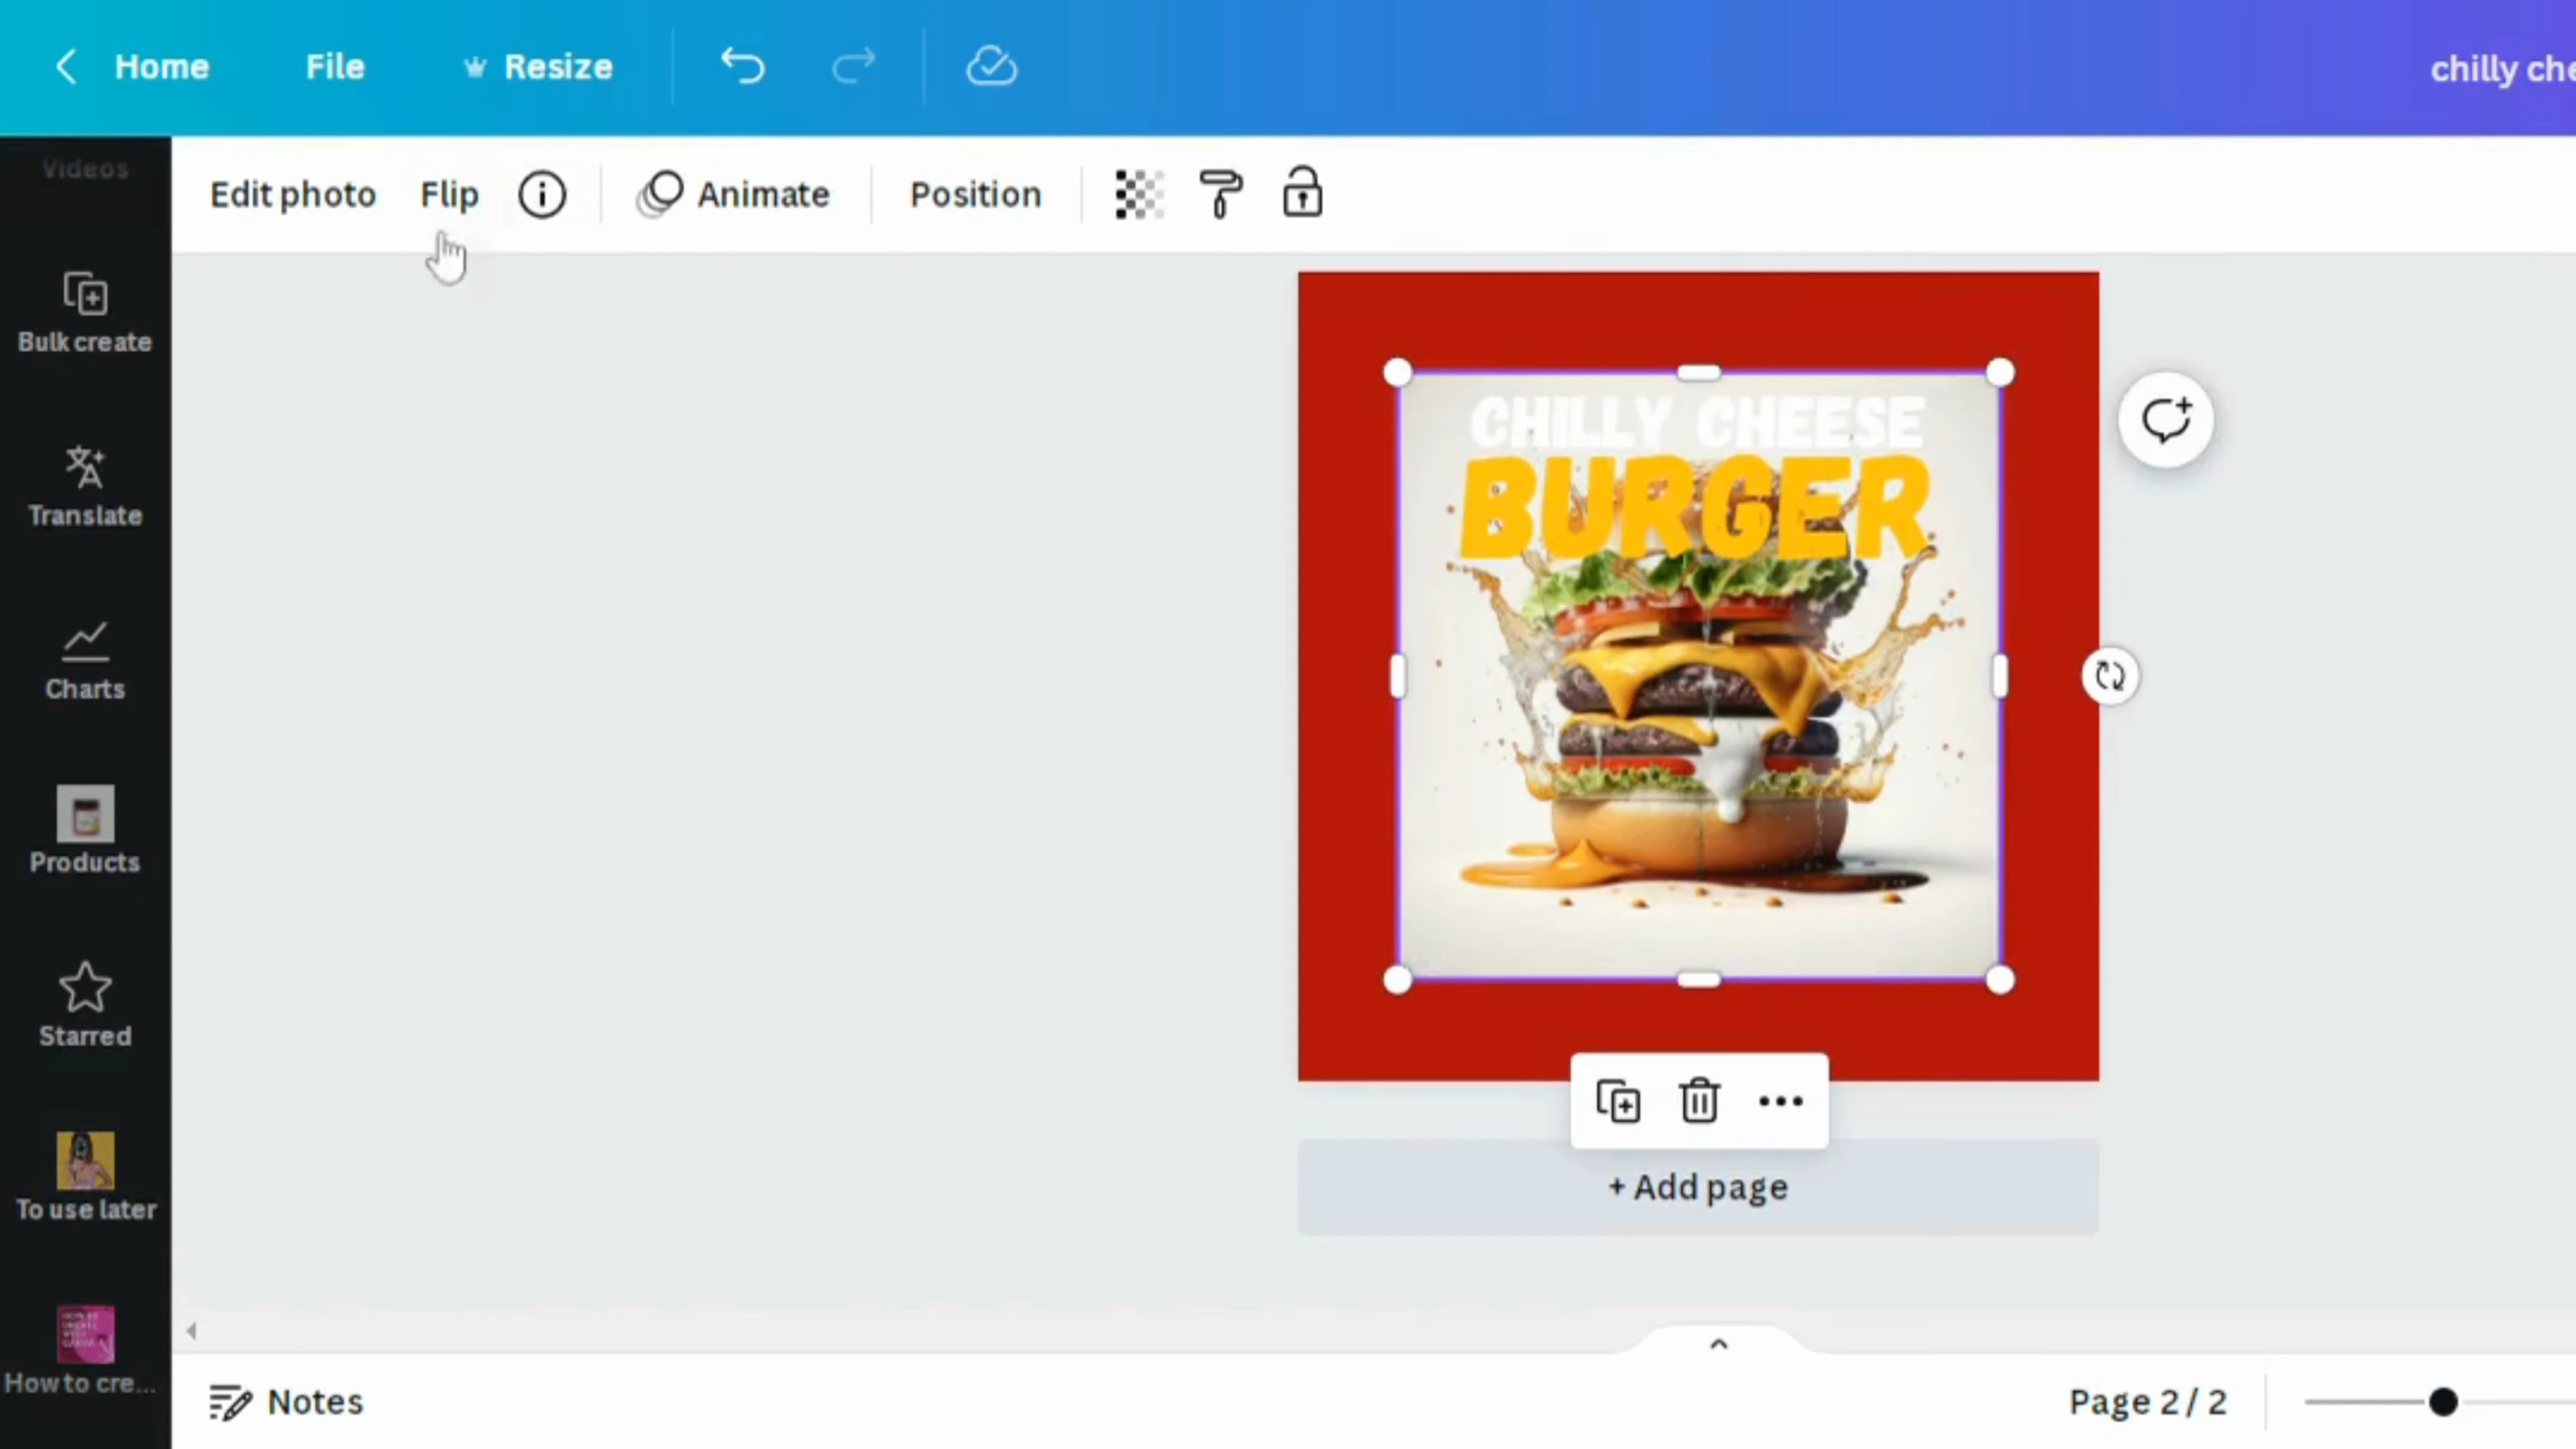 Home File Resize
chilly che
Videos
Edit photo Flip Animate Position
Bulk create
Translate
Charts
Products
Starred
To use later
How to cre...
CHILLY CHEESE
BURGER
+ Add page
Notes
Page 2 / 2